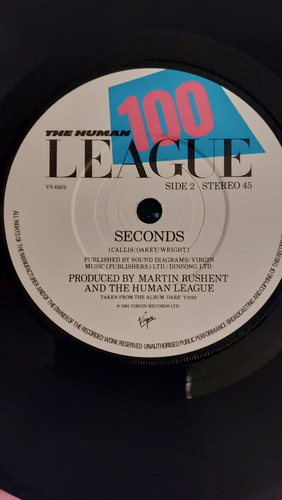 100
THE HUMAN
LEAGUE
VS 466b
SIDE 2 STEREO 45
SECONDS
(CALLIS/OAKEY/WRIGHT)
PUBLISHED BY SOUND DIAGRAMS/VIRGIN
MUSIC (PUBLISHERS) LTD./DINSONG LTD.
PRODUCED BY MARTIN RUSHENT
AND THE HUMAN LEAGUE
TAKEN FROM THE ALBUM 'DARE' V2192
℗ 1981 VIRGIN RECORDS LTD.
Virgin
ALL RIGHTS OF THE MANUFACTURER AND OF THE OWNER OF THE RECORDED WORK RESERVED UNAUTHORISED PUBLIC PERFORMANCE BROADCASTING AND COPYING OF THIS